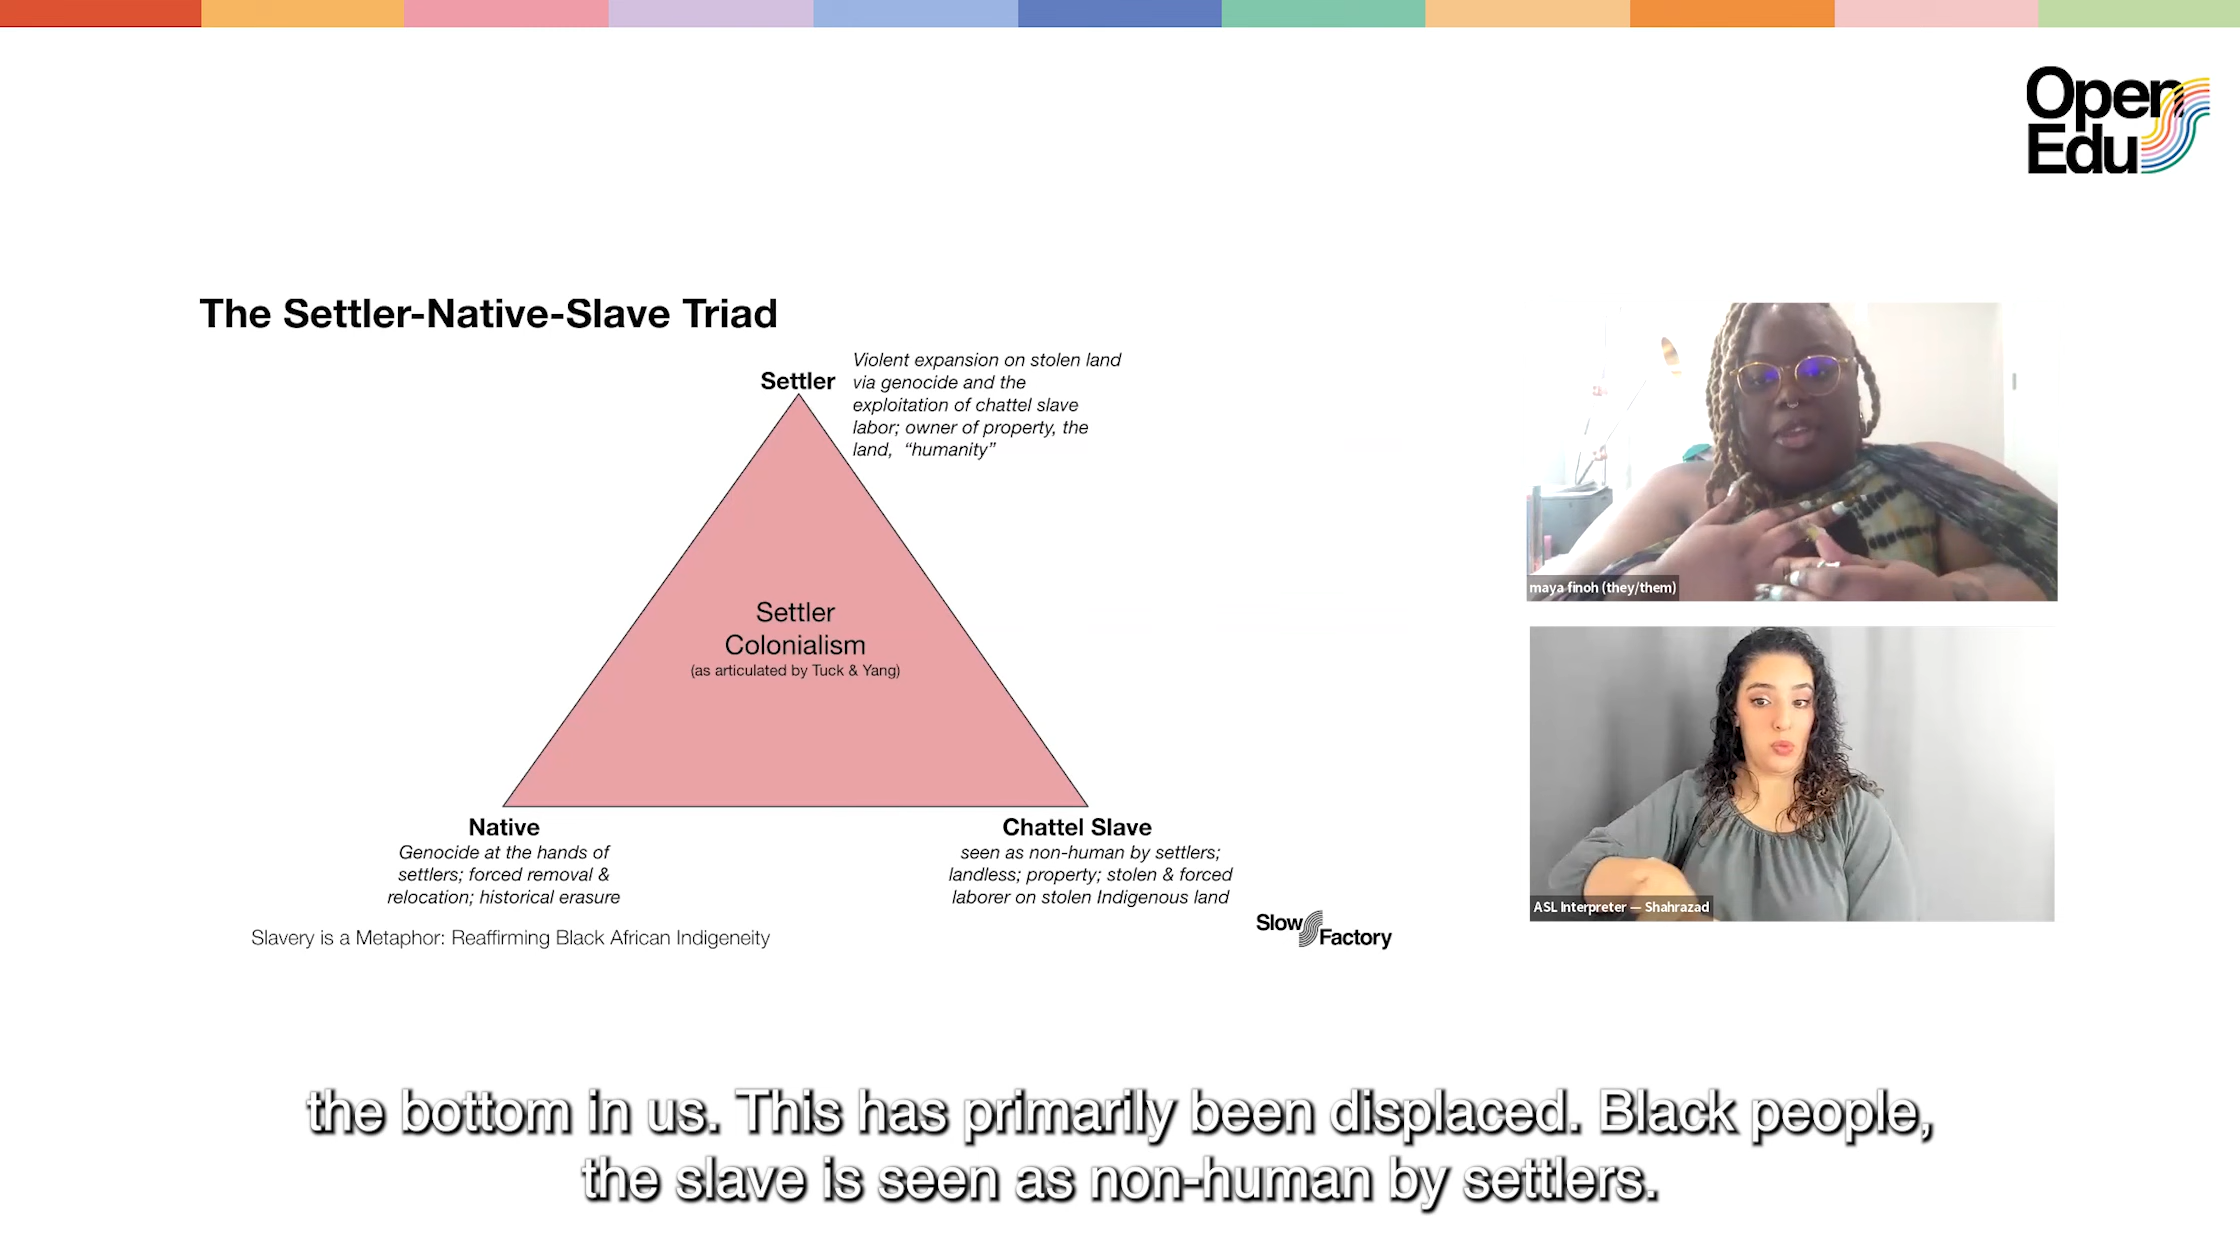 Open
Edu
The Settler-Native-Slave Triad
Settler
Violent expansion on stolen land
via genocide and the
exploitation of chattel slave
labor; owner of property, the
land, “humanity”
Settler
Colonialism
(as articulated by Tuck & Yang)
Native
Genocide at the hands of
settlers; forced removal &
relocation; historical erasure
Chattel Slave
seen as non-human by settlers;
landless; property; stolen & forced
laborer on stolen Indigenous land
Slavery is a Metaphor: Reaffirming Black African Indigeneity
Slow Factory
maya finoh (they/them)
ASL Interpreter — Shahrazad
the bottom in us. This has primarily been displaced. Black people,
the slave is seen as non-human by settlers.